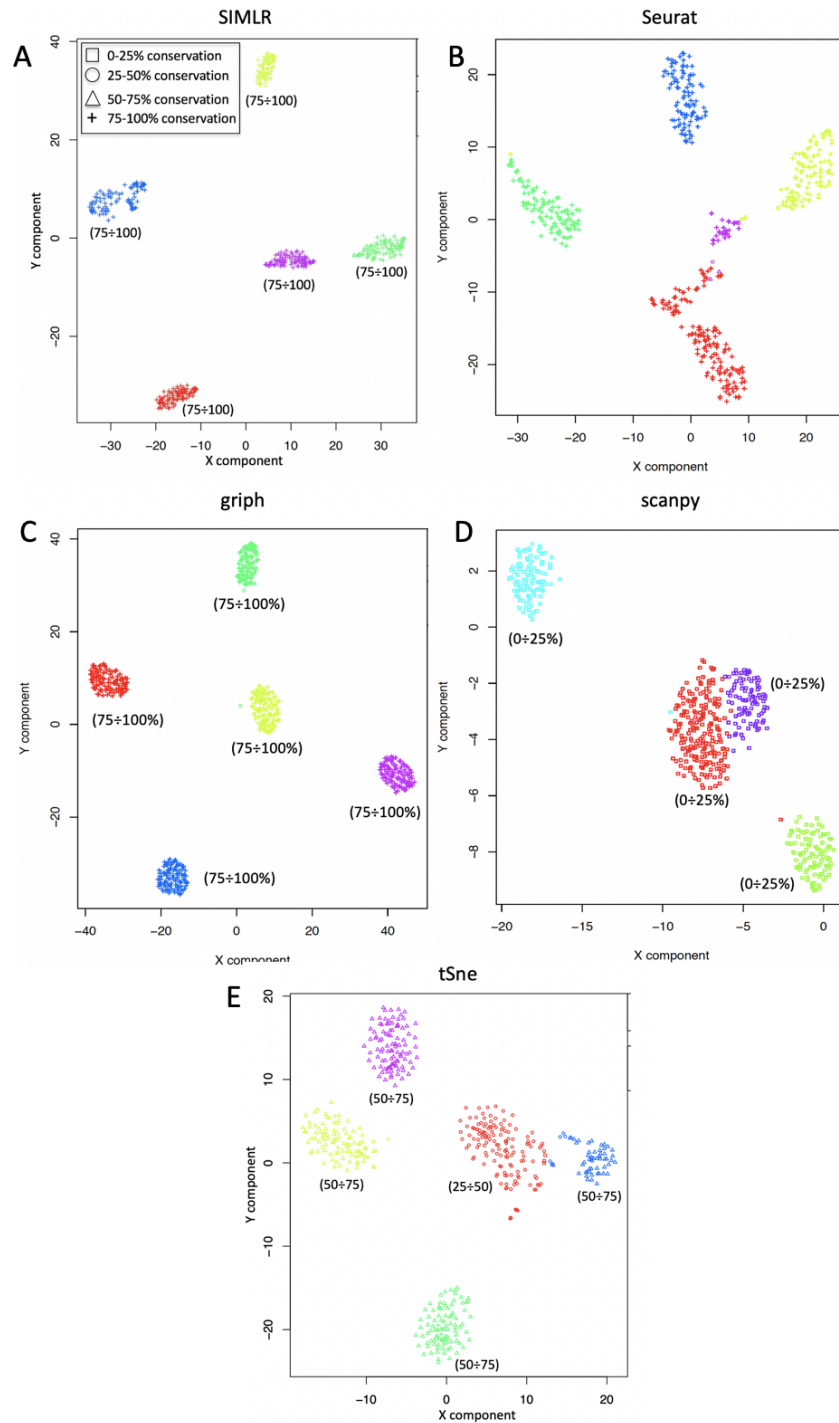 SIMLR
A
0-25% conservation
25-50% conservation
50-75% conservation
75-100% conservation
40
20
0
−20
Y component
(75÷100)
(75÷100)
(75÷100)
(75÷100)
(75÷100)
−30
−20
−10
0
10
20
30
X component
Seurat
B
20
10
0
−10
−20
Y component
−30
−20
−10
0
10
20
X component
griph
C
40
20
0
−20
Y component
(75÷100%)
(75÷100%)
(75÷100%)
(75÷100%)
(75÷100%)
−40
−20
0
20
40
X component
scanpy
D
2
0
−2
−4
−6
−8
Y component
(0÷25%)
(0÷25%)
(0÷25%)
(0÷25%)
−20
−15
−10
−5
0
X component
tSne
E
20
10
0
−10
−20
Y component
(50÷75)
(50÷75)
(25÷50)
(50÷75)
(50÷75)
−10
0
10
20
X component